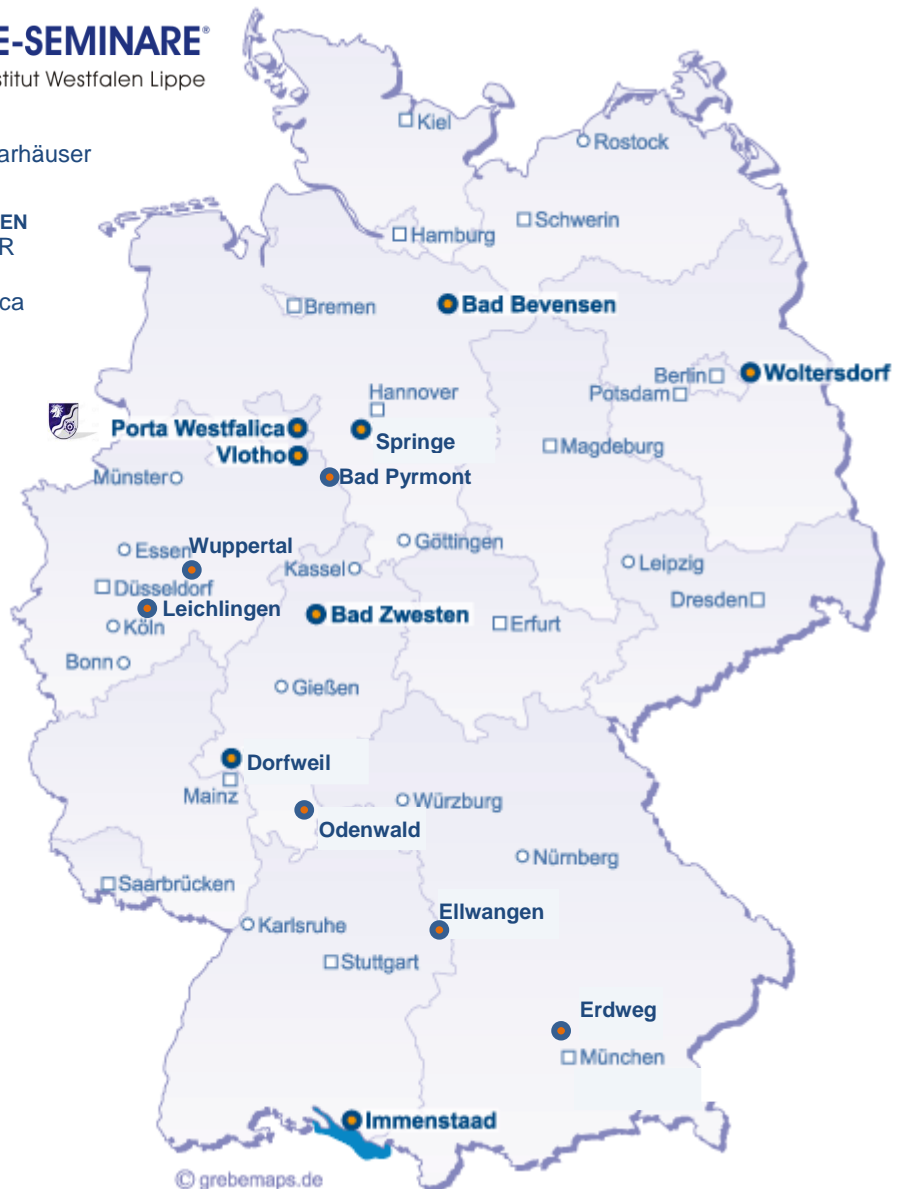 E-SEMINARE®
stitut Westfalen Lippe
arhäuser
EN
R
ca
Kiel
Rostock
Schwerin
Hamburg
Bremen
Bad Bevensen
Berlin
Woltersdorf
Potsdam
Hannover
Porta Westfalica
Springe
Magdeburg
Vlotho
Münster
Bad Pyrmont
Essen
Wuppertal
Göttingen
Kassel
Leipzig
Düsseldorf
Leichlingen
Dresden
Bad Zwesten
Köln
Erfurt
Bonn
Gießen
Dorfweil
Mainz
Würzburg
Odenwald
Nürnberg
Saarbrücken
Ellwangen
Karlsruhe
Stuttgart
Erdweg
München
Immenstaad
© grebemaps.de